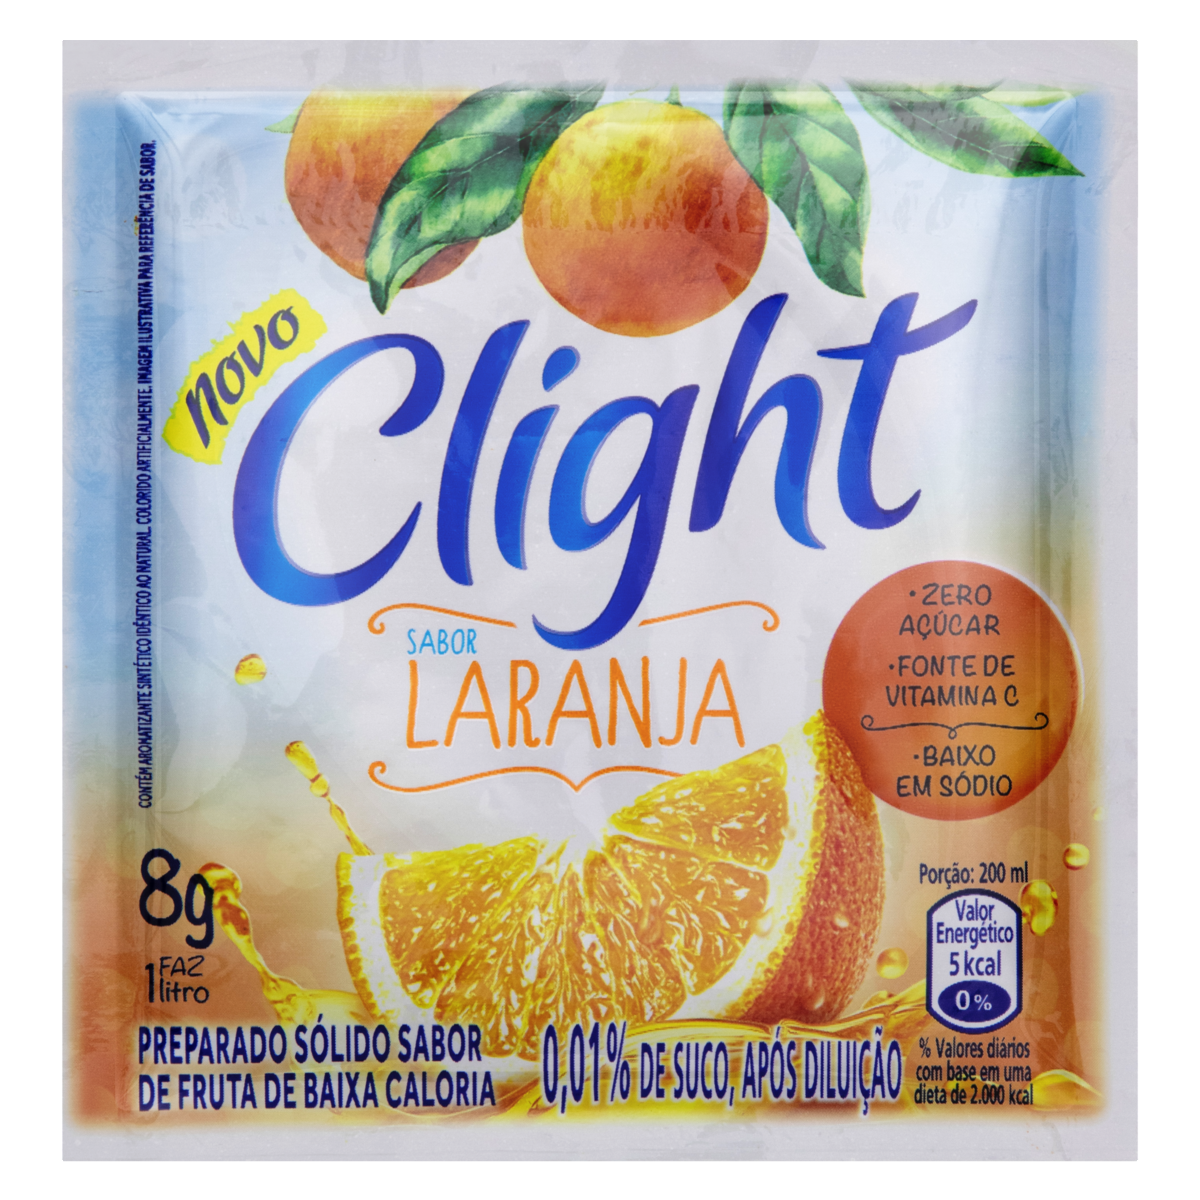 CONTÉM AROMATIZANTE SINTÉTICO IDÊNTICO AO NATURAL. COLORIDO ARTIFICIALMENTE. IMAGEM ILUSTRATIVA PARA REFERÊNCIA DE SABOR.
NOVO
Clight
SABOR
LARANJA
• ZERO
AÇÚCAR
• FONTE DE
VITAMINA C
• BAIXO
EM SÓDIO
8g
FAZ
1 litro
Porção: 200 ml
Valor
Energético
5 kcal
0%
% Valores diários
com base em uma
dieta de 2.000 kcal
PREPARADO SÓLIDO SABOR
DE FRUTA DE BAIXA CALORIA
0,01% DE SUCO, APÓS DILUIÇÃO